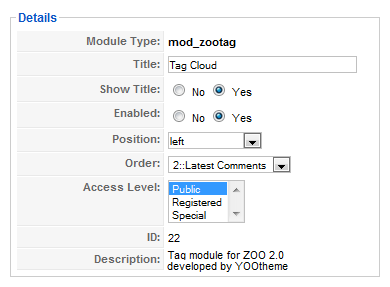 Details
Module Type: mod_zootag
Title: Tag Cloud
Show Title: No Yes
Enabled: No Yes
Position: left
Order: 2::Latest Comments
Access Level: Public
Registered
Special
ID: 22
Description: Tag module for ZOO 2.0
developed by YOOtheme